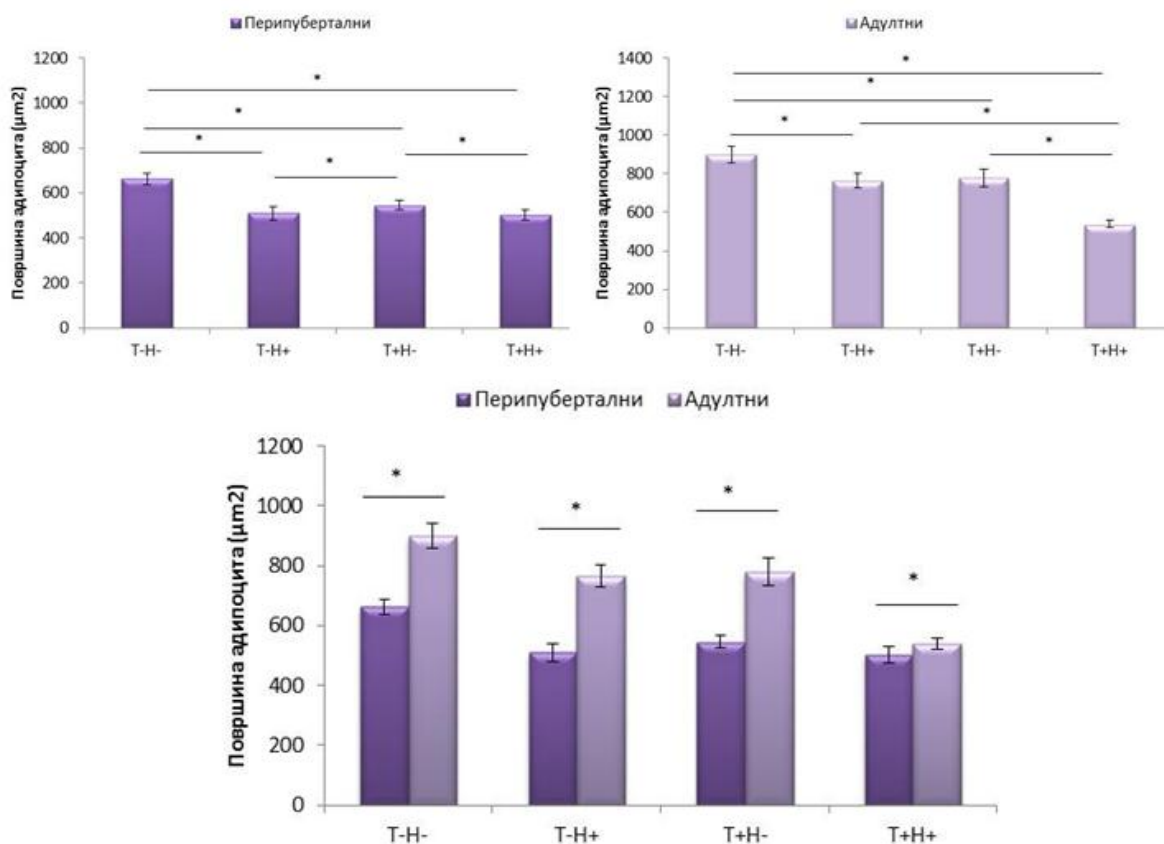 Перипубертални
Површина адипоцита (µm2)
1200
1000
800
600
400
200
0
*
*
*
*
*
Т-Н-
Т-Н+
Т+Н-
Т+Н+
Адултни
Површина адипоцита (µm2)
1400
1200
1000
800
600
400
200
0
*
*
*
*
*
Т-Н-
Т-Н+
Т+Н-
Т+Н+
Перипубертални Адултни
Површина адипоцита (µm2)
1200
1000
800
600
400
200
0
*
*
*
*
Т-Н-
Т-Н+
Т+Н-
Т+Н+